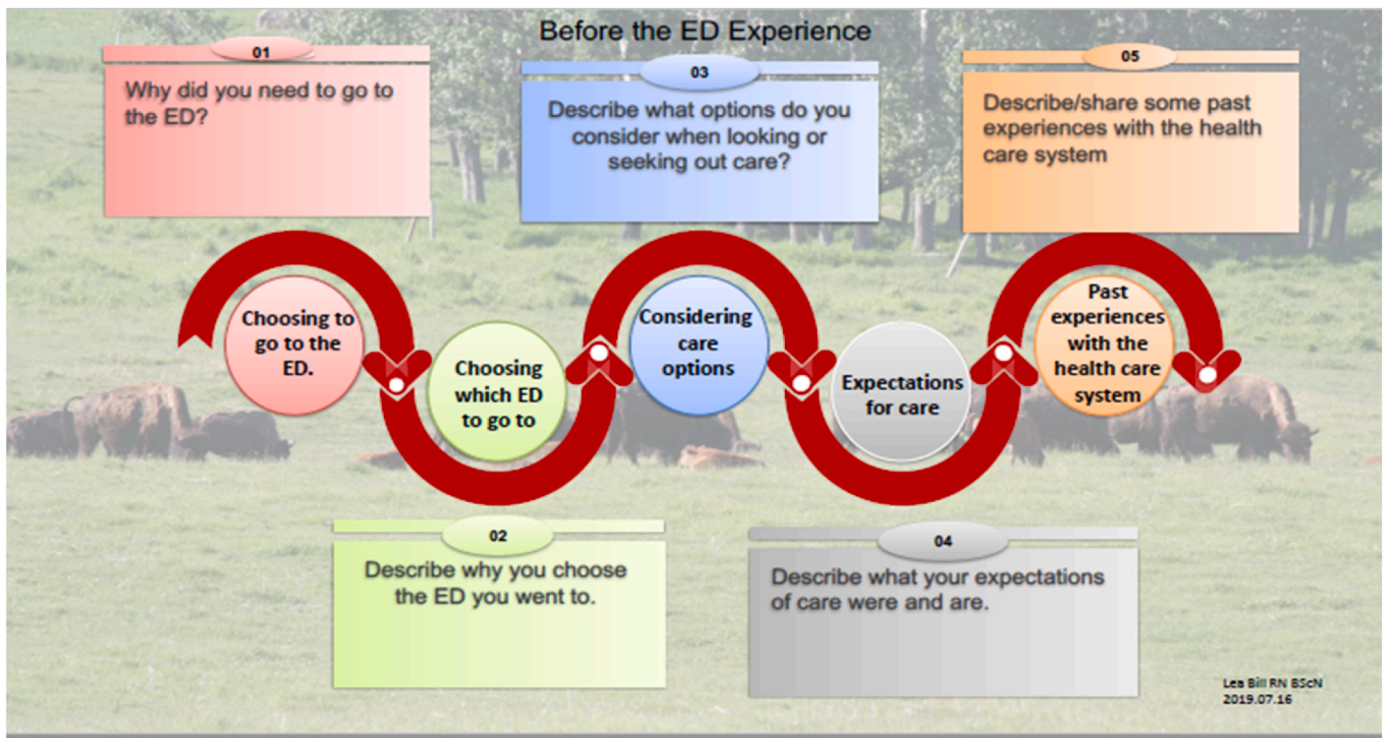 Before the ED Experience
01
Why did you need to go to
the ED?
03
Describe what options do you
consider when looking or
seeking out care?
05
Describe/share some past
experiences with the health
care system
Choosing to
go to the
ED.
Choosing
which ED
to go to
Considering
care
options
Expectations
for care
Past
experiences
with the
health care
system
02
Describe why you choose
the ED you went to.
04
Describe what your expectations
of care were and are.
Lea Bill RN BScN
2019.07.16